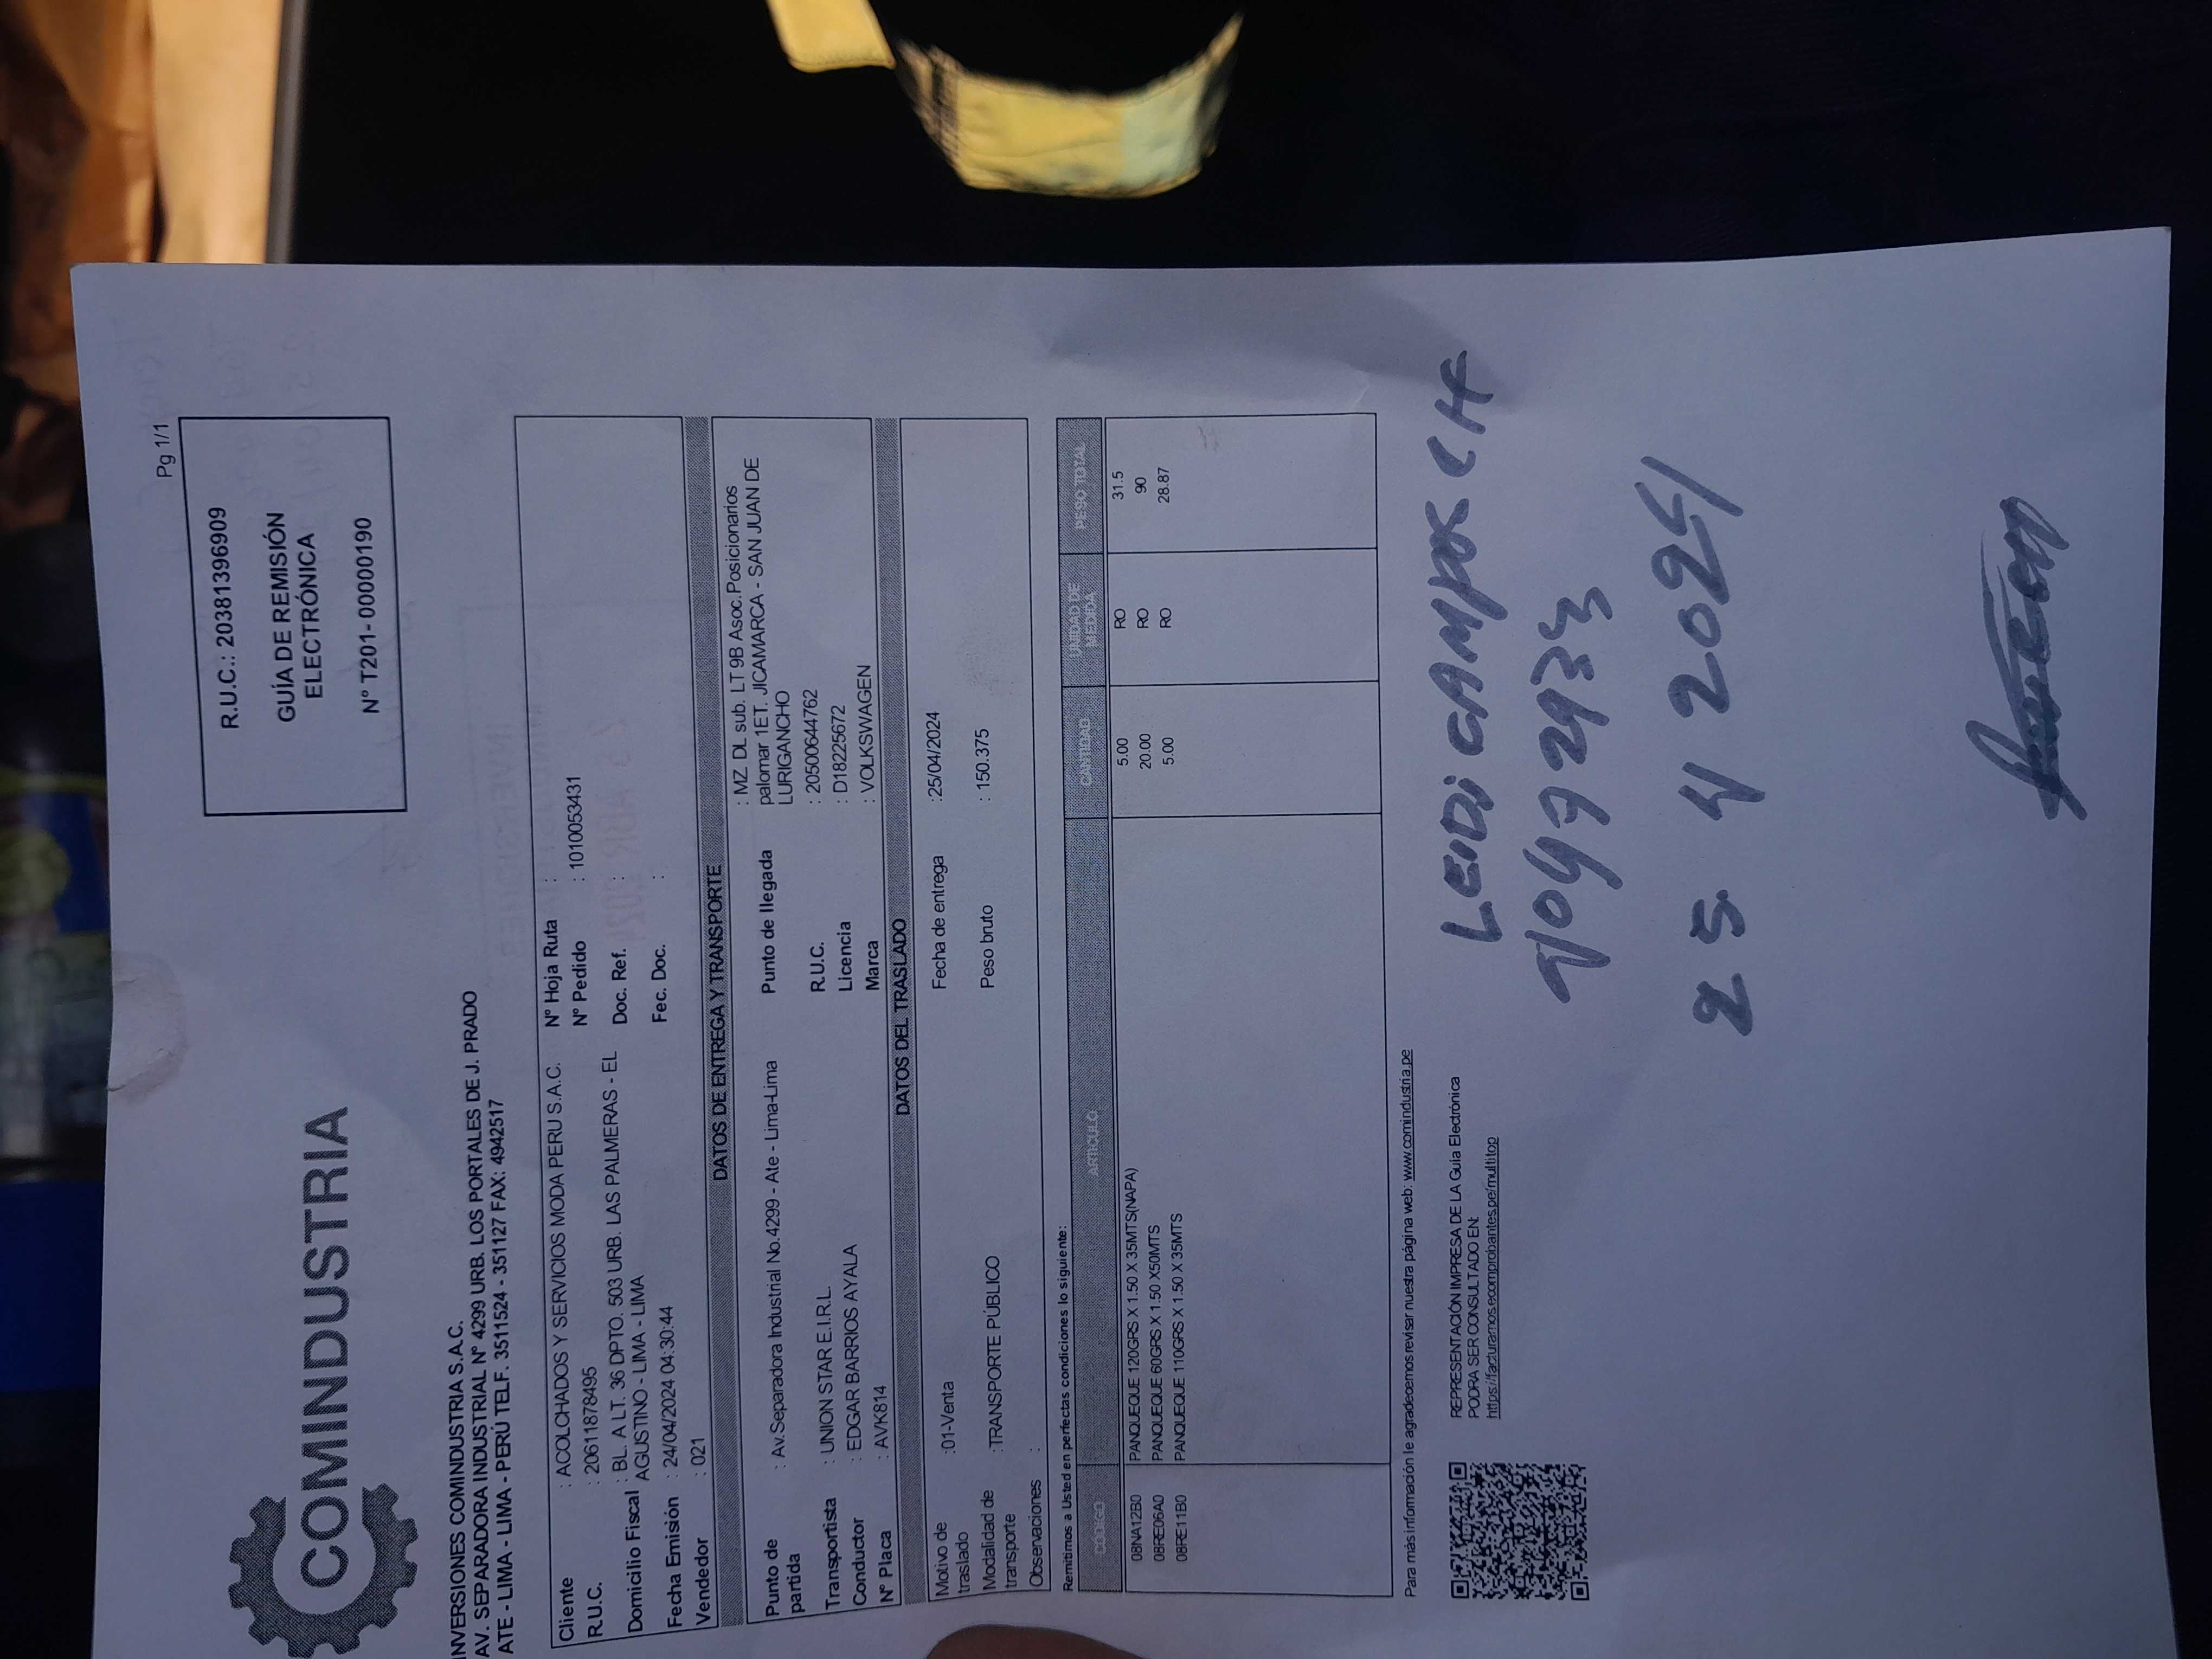 Pg 1/1
COMINDUSTRIA
R.U.C.: 20381396909
GUÍA DE REMISIÓN
ELECTRÓNICA
Nº T201- 00000190
INVERSIONES COMINDUSTRIA S.A.C.
AV. SEPARADORA INDUSTRIAL Nº 4299 URB. LOS PORTALES DE J. PRADO
ATE - LIMA - LIMA - PERÚ TELF. 3511524 - 351127 FAX: 4942517
Cliente : ACOLCHADOS Y SERVICIOS MODA PERU S.A.C. Nº Hoja Ruta :
R.U.C. : 20611878495 Nº Pedido : 1010053431
Domicilio Fiscal : BL. A LT. 36 DPTO. 503 URB. LAS PALMERAS - EL Doc. Ref. :
AGUSTINO - LIMA - LIMA
Fecha Emisión : 24/04/2024 04:30:44 Fec. Doc. :
Vendedor : 021
DATOS DE ENTREGA Y TRANSPORTE
Punto de partida : Av.Separadora Industrial No.4299 - Ate - Lima-Lima
Punto de llegada : MZ DL sub. LT 9B Asoc.Posicionarios
palomar 1ET. JICAMARCA - SAN JUAN DE
LURIGANCHO
Transportista : UNION STAR E.I.R.L. R.U.C. : 20500644762
Conductor : EDGAR BARRIOS AYALA Licencia : D18225672
Nº Placa : AVK814 Marca : VOLKSWAGEN
DATOS DEL TRASLADO
Motivo de traslado :01-Venta Fecha de entrega :25/04/2024
Modalidad de transporte :TRANSPORTE PÚBLICO Peso bruto : 150.375
Observaciones :
Remitimos a Usted en perfectas condiciones lo siguiente:
CODIGO ARTICULO CANTIDAD UNIDAD DE MEDIDA PESO TOTAL
08NA12B0 PANQUEQUE 120GRS X 1.50 X 35MTS(NAPA) 5.00 RO 31.5
08RE06A0 PANQUEQUE 60GRS X 1.50 X50MTS 20.00 RO 90
08RE11B0 PANQUEQUE 110GRS X 1.50 X 35MTS 5.00 RO 28.87
Para más información le agradecemos revisar nuestra página web: www.comindustria.pe
REPRESENTACIÓN IMPRESA DE LA Guía Electrónica
PODRA SER CONSULTADO EN:
https://facturamos.ecomprobantes.pe/multitop
LENDi CAMPOS CH
70472933
25 4 2024